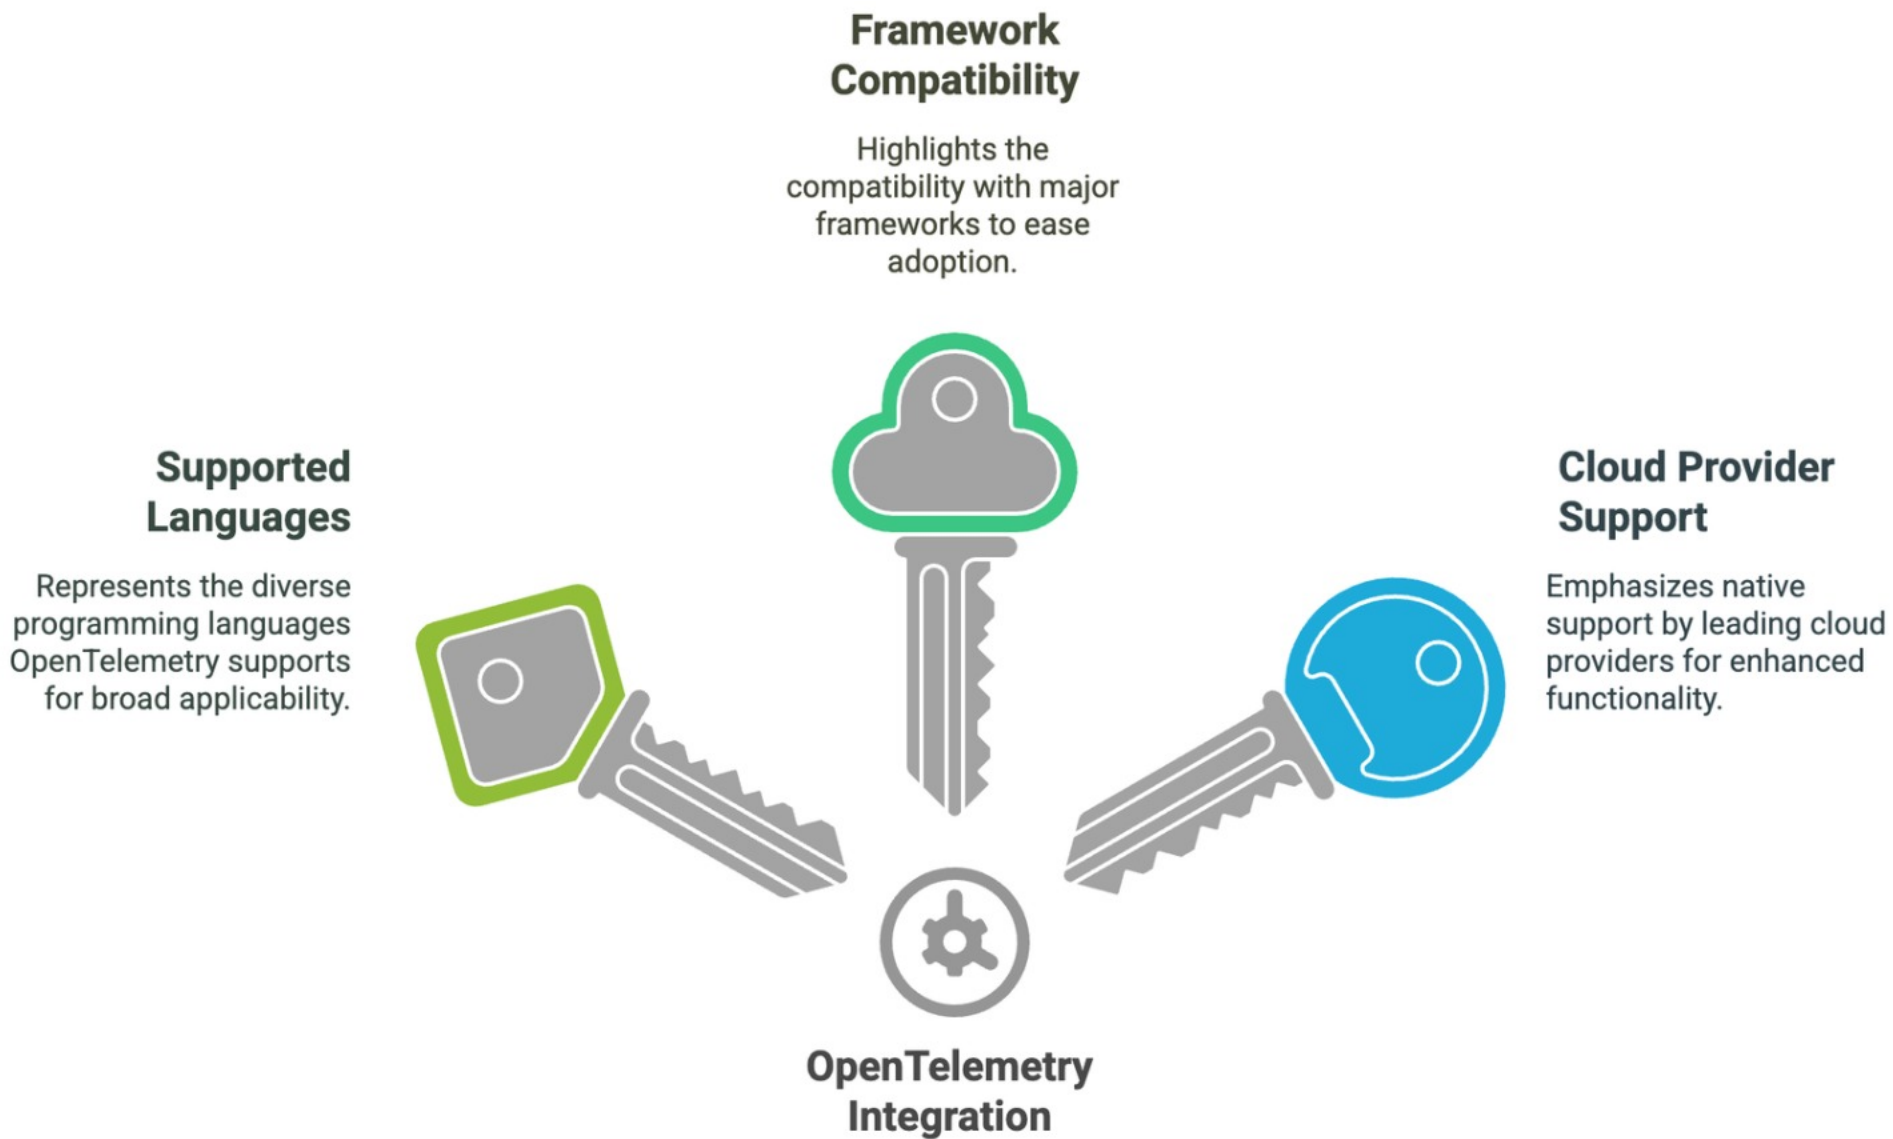 Framework
Compatibility
Highlights the
compatibility with major
frameworks to ease
adoption.
Supported
Languages
Represents the diverse
programming languages
OpenTelemetry supports
for broad applicability.
Cloud Provider
Support
Emphasizes native
support by leading cloud
providers for enhanced
functionality.
OpenTelemetry
Integration